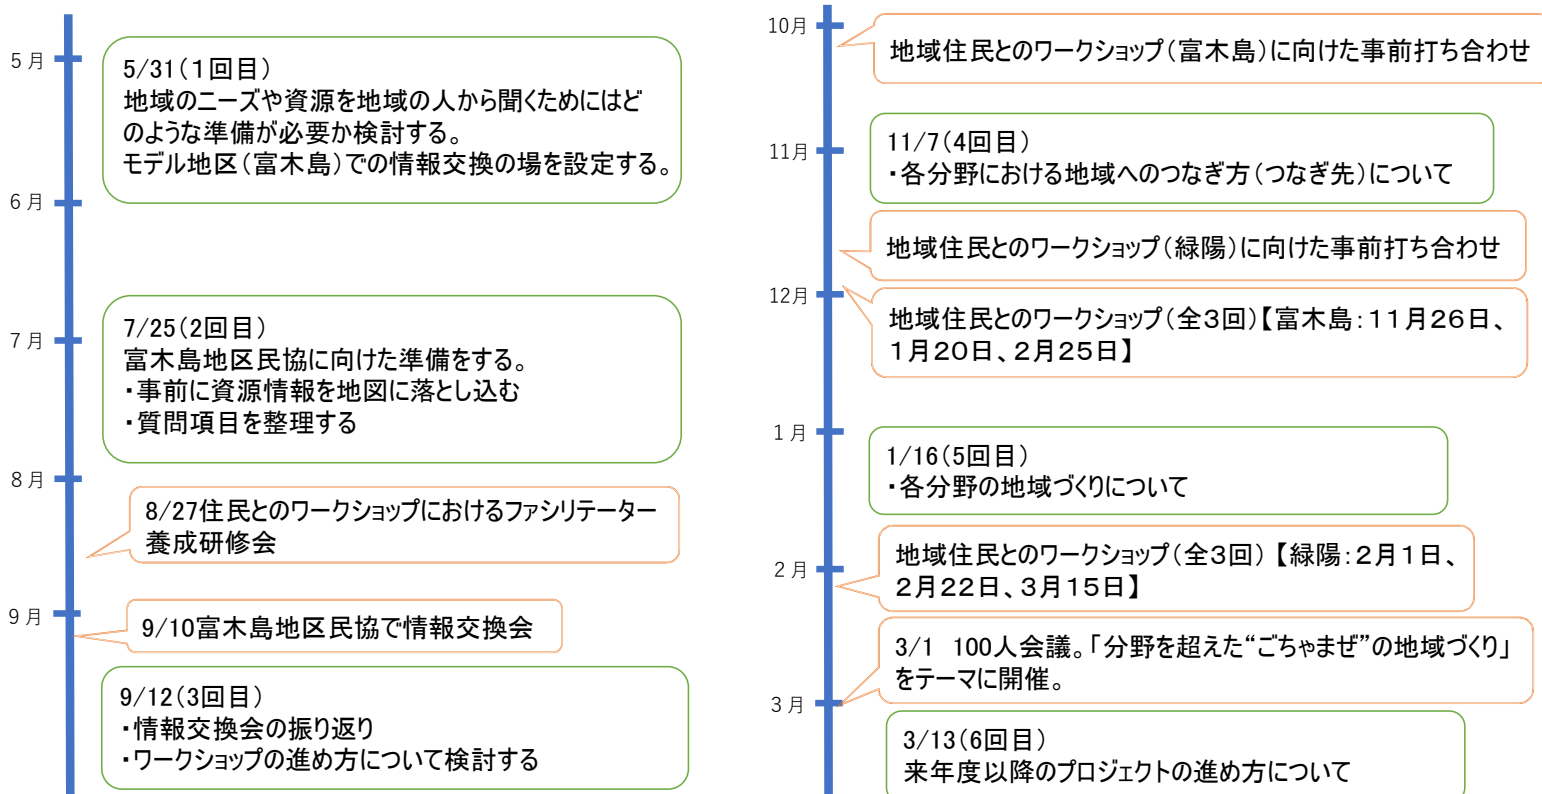 5月
5/31(1回目)
地域のニーズや資源を地域の人から聞くためにはど
のような準備が必要か検討する。
モデル地区(富木島)での情報交換の場を設定する。
6月
7/25(2回目)
7月
富木島地区民協に向けた準備をする。
・事前に資源情報を地図に落とし込む
・質問項目を整理する
8月
8/27住民とのワークショップにおけるファシリテーター
養成研修会
9月
9/10富木島地区民協で情報交換会
9/12(3回目)
・情報交換会の振り返り
・ワークショップの進め方について検討する
10月
地域住民とのワークショップ(富木島)に向けた事前打ち合わせ
11/7(4回目)
11月
・各分野における地域へのつなぎ方(つなぎ先)について
地域住民とのワークショップ(緑陽)に向けた事前打ち合わせ
12月
地域住民とのワークショップ(全3回)【富木島:11月26日、
1月20日、2月25日】
1月
1/16(5回目)
・各分野の地域づくりについて
地域住民とのワークショップ(全3回)【緑陽:2月1日、
2月
2月22日、3月15日】
3/1 100人会議。「分野を超えた“ごちゃまぜ”の地域づくり」
をテーマに開催。
3月
3/13(6回目)
来年度以降のプロジェクトの進め方について